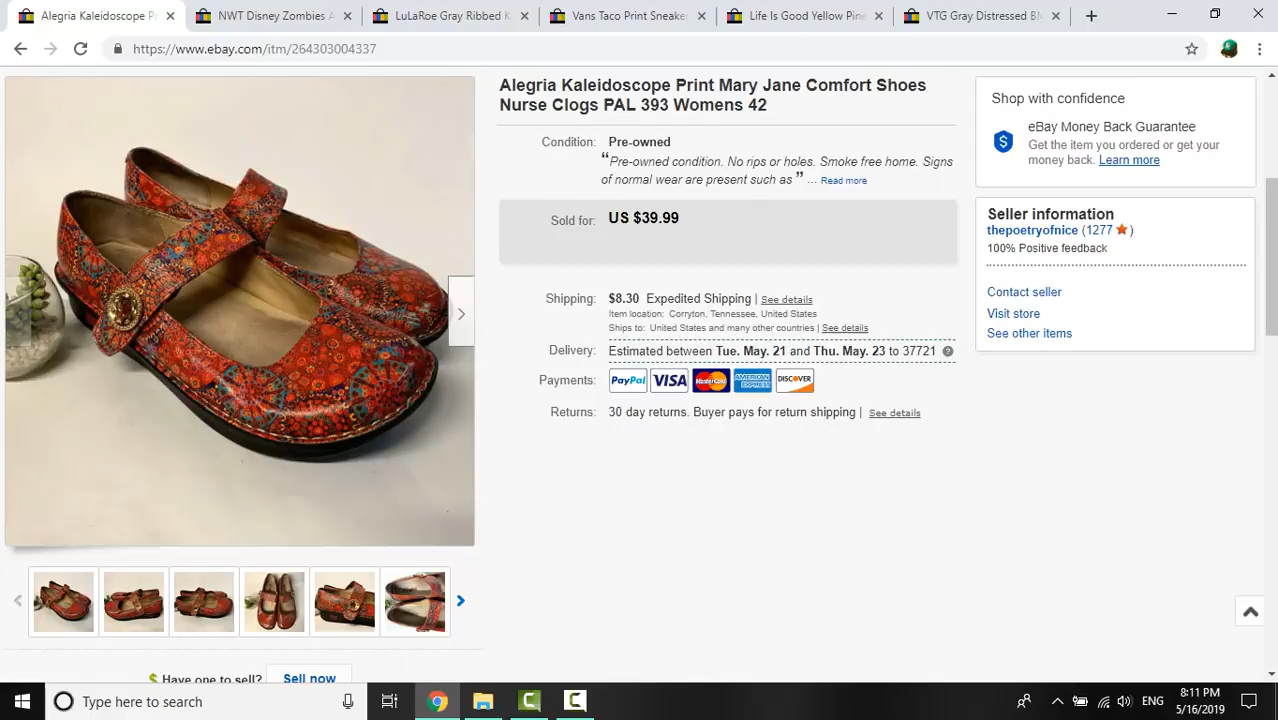 Alegria Kaleidoscope P
NWT Disney Zombies A
LuLaRoe Gray Ribbed K
Vans Taco Print Sneake
Life Is Good Yellow Pine
VTG Gray Distressed BM
https://www.ebay.com/itm/264303004337
Alegria Kaleidoscope Print Mary Jane Comfort Shoes
Nurse Clogs PAL 393 Womens 42
Condition: Pre-owned
“Pre-owned condition. No rips or holes. Smoke free home. Signs
of normal wear are present such as ” ... Read more
Sold for: US $39.99
Shipping: $8.30 Expedited Shipping | See details
Item location: Corryton, Tennessee, United States
Ships to: United States and many other countries | See details
Delivery: Estimated between Tue. May. 21 and Thu. May. 23 to 37721 ?
Payments: PayPal VISA MasterCard AMERICAN EXPRESS DISCOVER
Returns: 30 day returns. Buyer pays for return shipping | See details
Shop with confidence
eBay Money Back Guarantee
Get the item you ordered or get your
money back. Learn more
Seller information
thepoetryofnice (1277 )
100% Positive feedback
Contact seller
Visit store
See other items
$ Have one to sell? Sell now
Type here to search
ENG
8:11 PM
5/16/2019